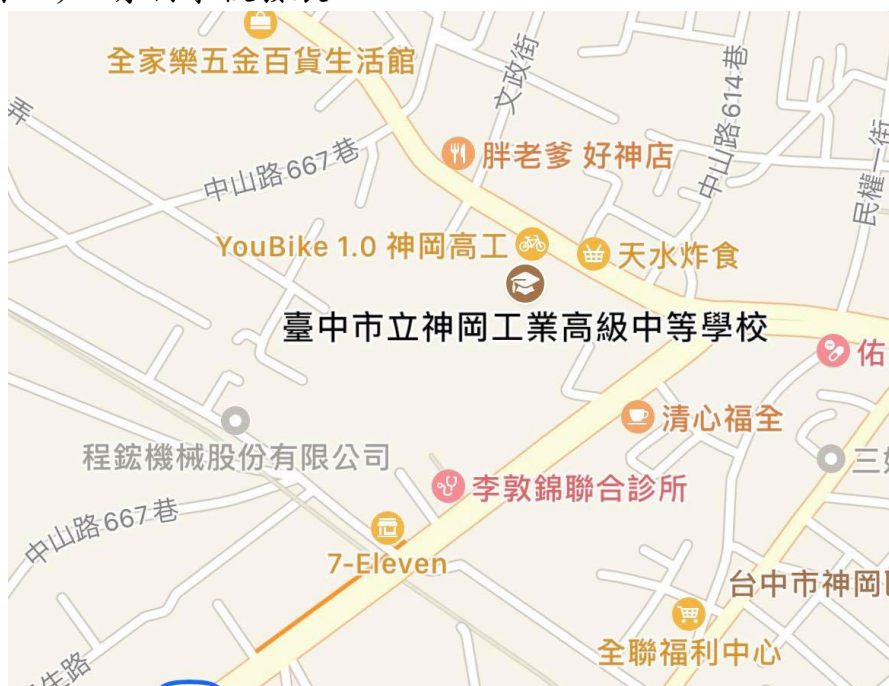 全家樂五金百貨生活館
文政街
中山路614巷
弄
胖老爹 好神店
中山路667巷
民權一街
YouBike 1.0 神岡高工
天水炸食
臺中市立神岡工業高級中等學校
佑
清心福全
程鋐機械股份有限公司
三
李敦錦聯合診所
中山路667巷
7-Eleven
台中市神岡
全聯福利中心
生路